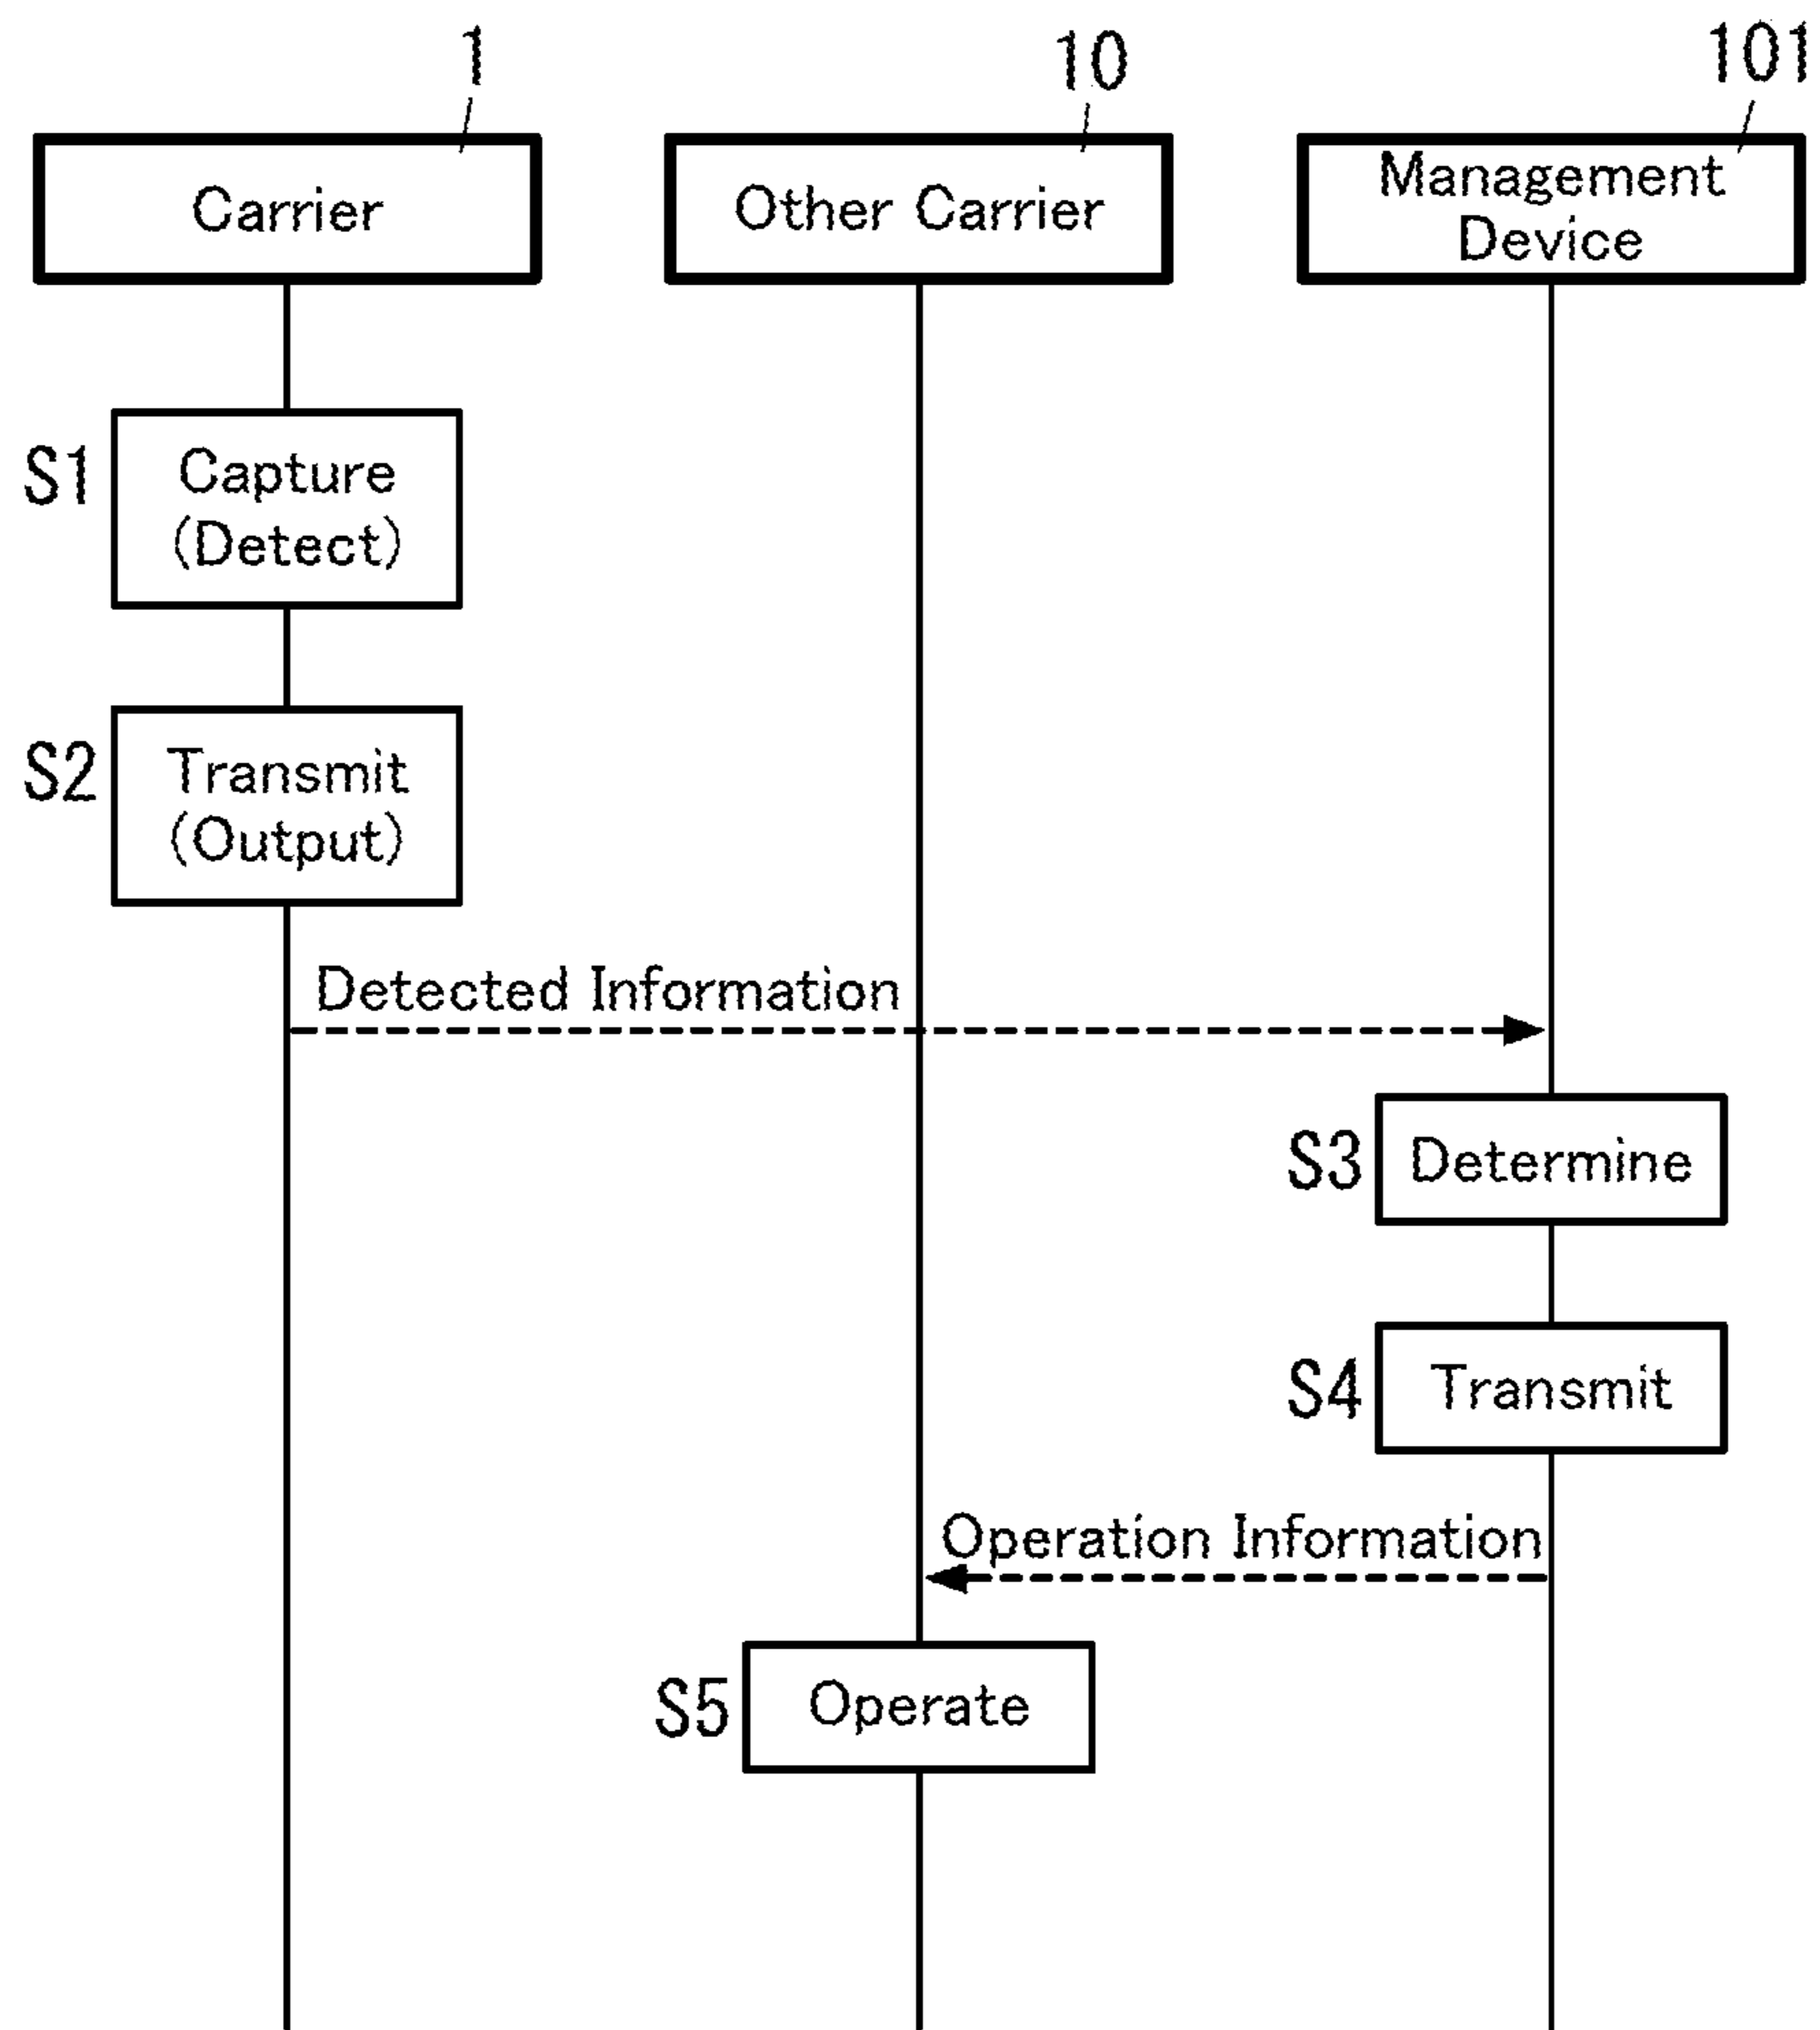 1
10
101
Carrier
Other Carrier
Management
Device
S1
Capture
(Detect)
S2
Transmit
(Output)
Detected Information
S3
Determine
S4
Transmit
Operation Information
S5
Operate